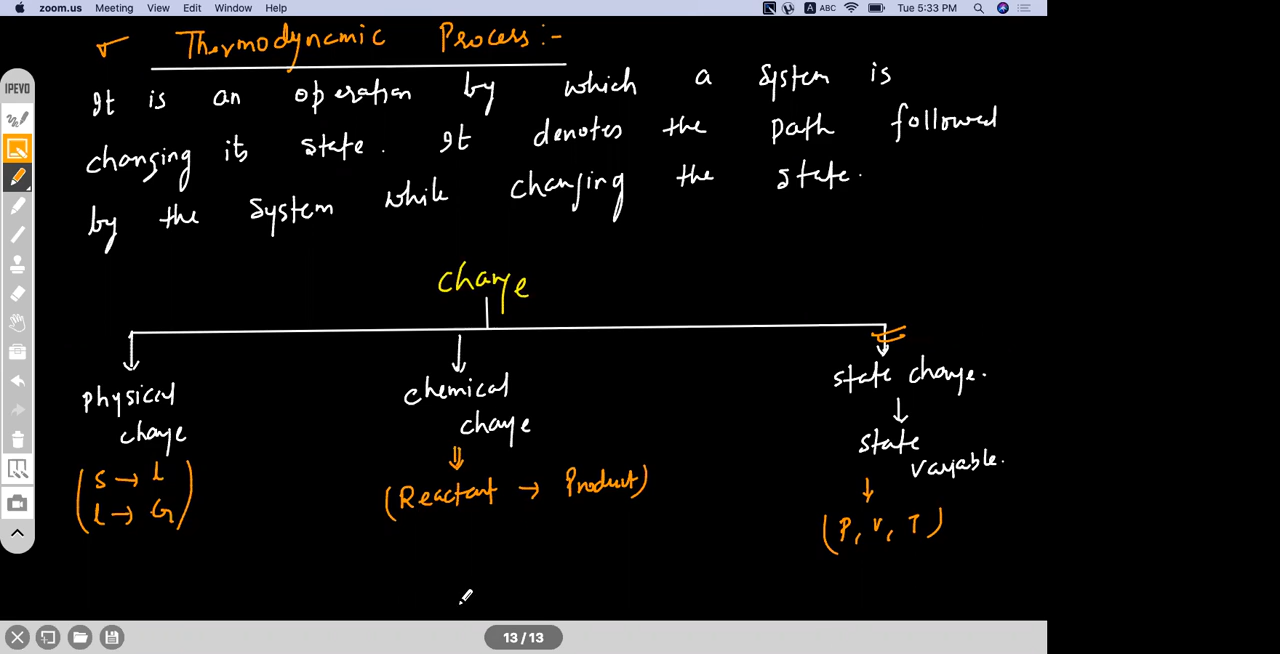 zoom.us Meeting View Edit Window Help ABC Tue 5:33 PM
Thermodynamic Process:-
IPEVO
It is an operation by which a system is
changing its state. It denotes the path followed
by the system while changing the state.
change
physical
change
chemical
change
state change.
state
variable.
(S → l
l → G)
(Reactant → Product)
(P, V, T)
13/13